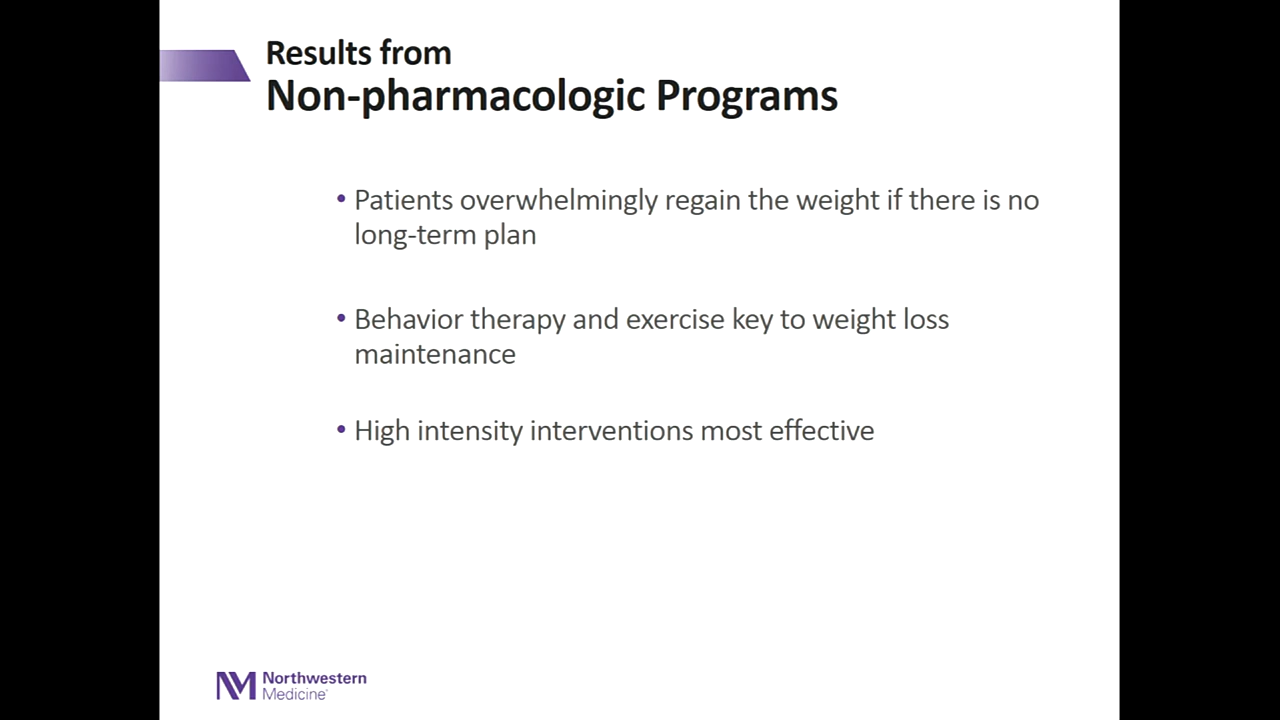 Results from
Non-pharmacologic Programs
• Patients overwhelmingly regain the weight if there is no
long-term plan
• Behavior therapy and exercise key to weight loss
maintenance
• High intensity interventions most effective
NM Northwestern
Medicine